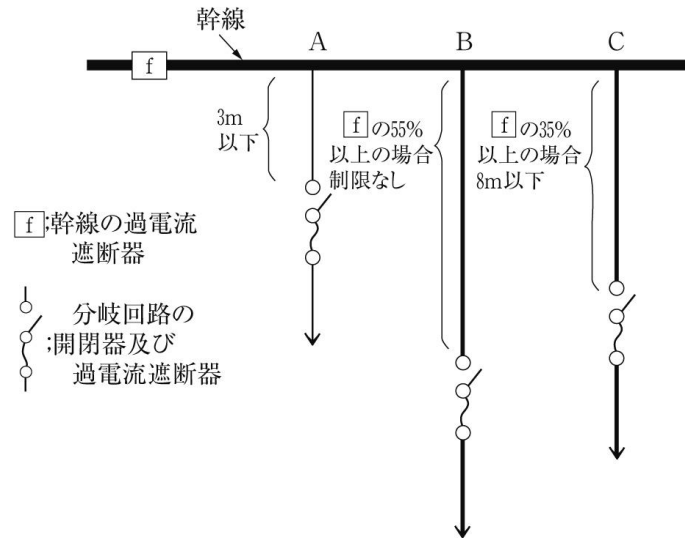 幹線
A
B
C
f
3m
以下
fの55%
以上の場合
制限なし
fの35%
以上の場合
8m以下
f;幹線の過電流
遮断器
分岐回路の
;開閉器及び
過電流遮断器